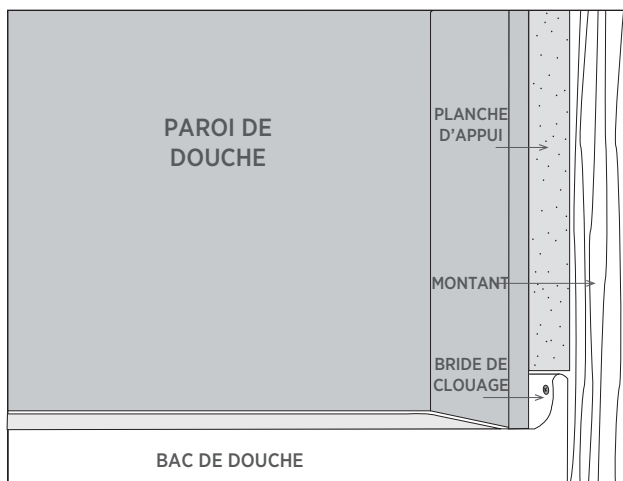 PAROI DE
DOUCHE
PLANCHE
D’APPUI
MONTANT
BRIDE DE
CLOUAGE
BAC DE DOUCHE